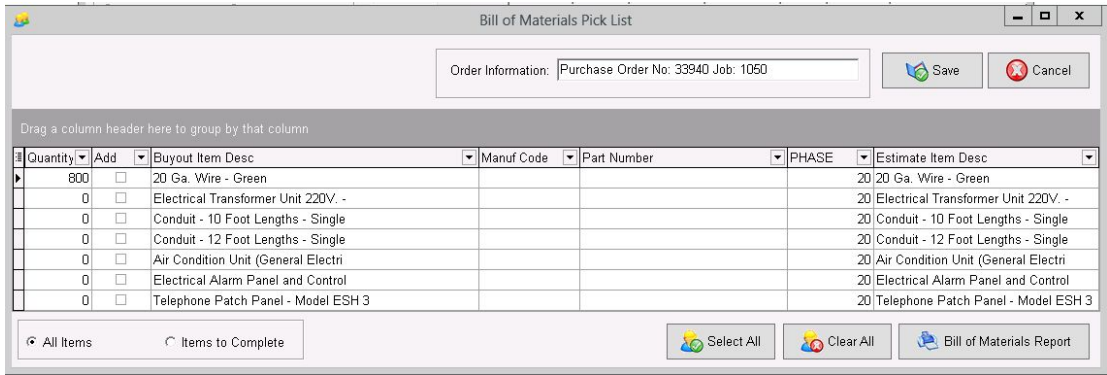 Bill of Materials Pick List
Order Information: Purchase Order No: 33940 Job: 1050 Save Cancel
Drag a column header here to group by that column
Quantity Add Buyout Item Desc Manuf Code Part Number PHASE Estimate Item Desc
800 20 Ga. Wire - Green 20 20 Ga. Wire - Green
0 Electrical Transformer Unit 220V. - 20 Electrical Transformer Unit 220V. -
0 Conduit - 10 Foot Lengths - Single 20 Conduit - 10 Foot Lengths - Single
0 Conduit - 12 Foot Lengths - Single 20 Conduit - 12 Foot Lengths - Single
0 Air Condition Unit (General Electri 20 Air Condition Unit (General Electri
0 Electrical Alarm Panel and Control 20 Electrical Alarm Panel and Control
0 Telephone Patch Panel - Model ESH 3 20 Telephone Patch Panel - Model ESH 3
All Items Items to Complete Select All Clear All Bill of Materials Report